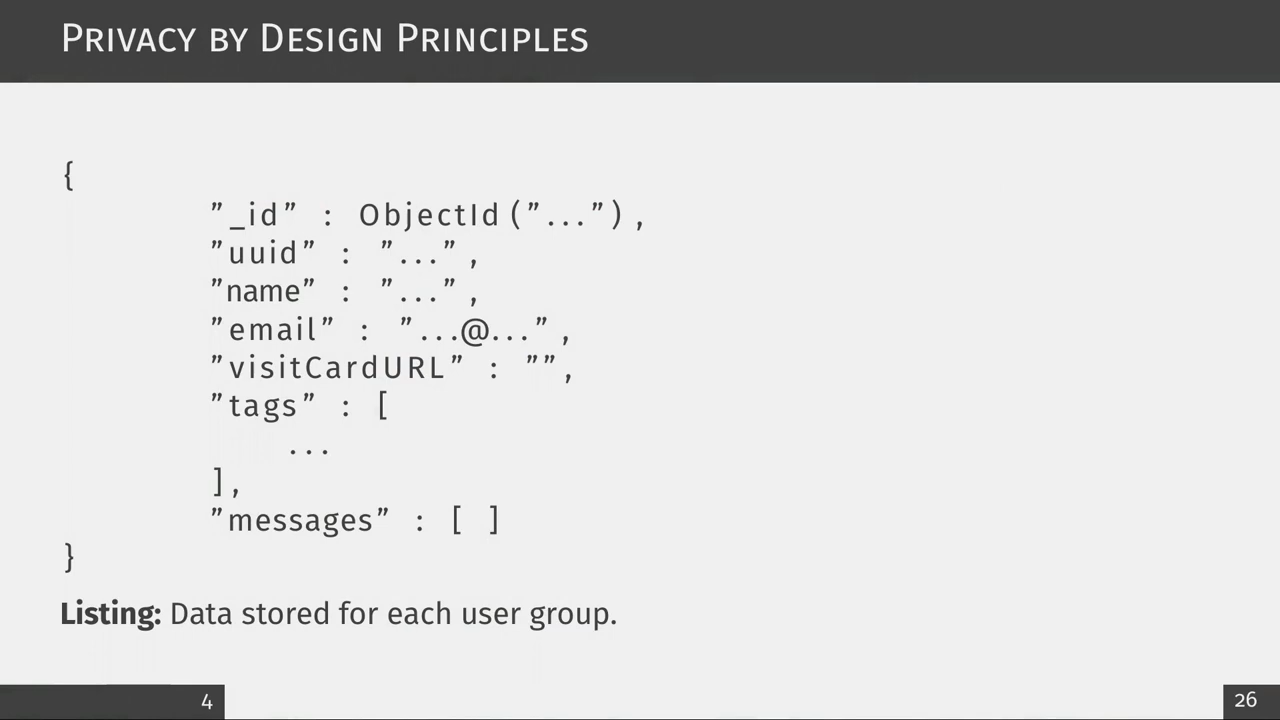 Privacy by Design Principles
{
"_id" : ObjectId("..."),
"uuid" : "...",
"name" : "...",
"email" : "...@...",
"visitCardURL" : "",
"tags" : [
...
],
"messages" : [ ]
}
Listing: Data stored for each user group.
4
26